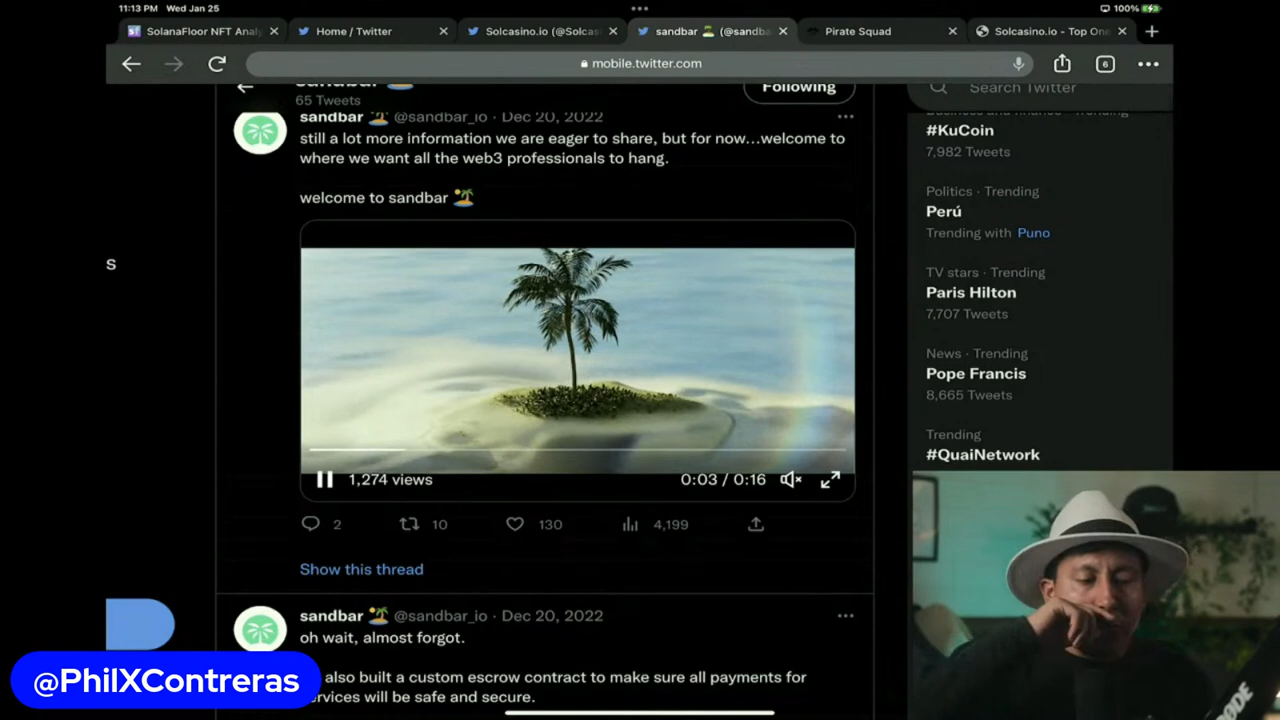 11:13 PM Wed Jan 25
100%
SolanaFloor NFT Anal
Home / Twitter
Solcasino.io (@Solcas
sandbar 🏝️ (@sandba
Pirate Squad
Solcasino.io - Top One
mobile.twitter.com
6
65 Tweets
Following
Search Twitter
sandbar 🏝️ @sandbar_io · Dec 20, 2022
still a lot more information we are eager to share, but for now...welcome to
where we want all the web3 professionals to hang.
welcome to sandbar 🏝️
1,274 views
0:03 / 0:16
2
10
130
4,199
Show this thread
sandbar 🏝️ @sandbar_io · Dec 20, 2022
oh wait, almost forgot.
also built a custom escrow contract to make sure all payments for
ervices will be safe and secure.
#KuCoin
7,982 Tweets
Politics · Trending
Perú
Trending with Puno
TV stars · Trending
Paris Hilton
7,707 Tweets
News · Trending
Pope Francis
8,665 Tweets
Trending
#QuaiNetwork
s
@PhilXContreras